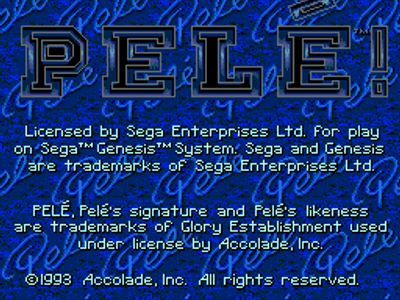 PELÉ!™
Licensed by Sega Enterprises Ltd. for play
on Sega™ Genesis™ System. Sega and Genesis
are trademarks of Sega Enterprises Ltd.
PELÉ, Pelé's signature and Pelé's likeness
are trademarks of Glory Establishment used
under license by Accolade, Inc.
©1993 Accolade, Inc. All rights reserved.